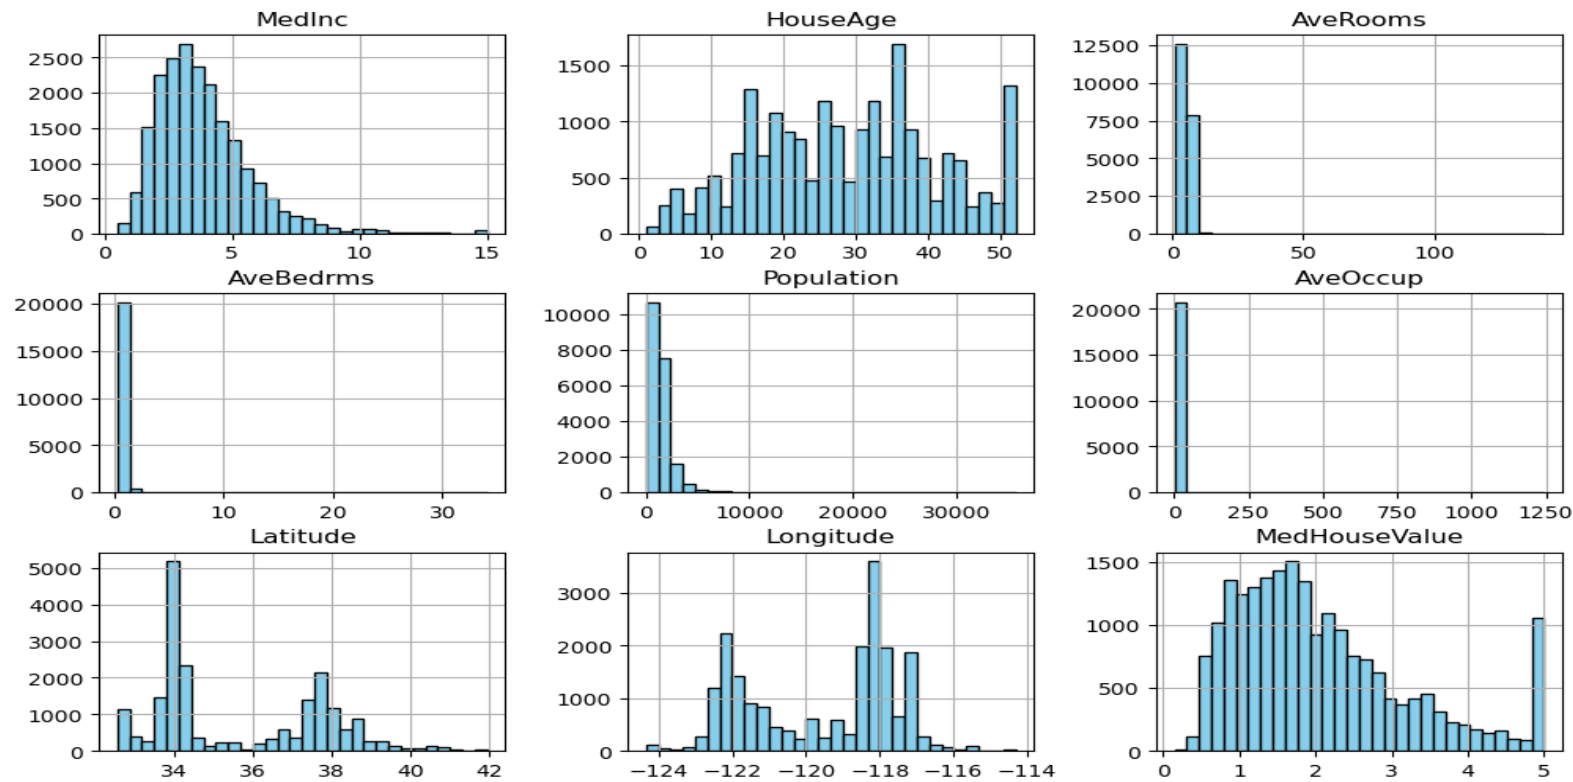 MedInc
2500
2000
1500
1000
500
0
0 5 10 15
HouseAge
1500
1000
500
0
0 10 20 30 40 50
AveRooms
12500
10000
7500
5000
2500
0
0 50 100
AveBedrms
20000
15000
10000
5000
0
0 10 20 30
Population
10000
8000
6000
4000
2000
0
0 10000 20000 30000
AveOccup
20000
15000
10000
5000
0
0 250 500 750 1000 1250
Latitude
5000
4000
3000
2000
1000
0
34 36 38 40 42
Longitude
3000
2000
1000
0
−124 −122 −120 −118 −116 −114
MedHouseValue
1500
1000
500
0
0 1 2 3 4 5